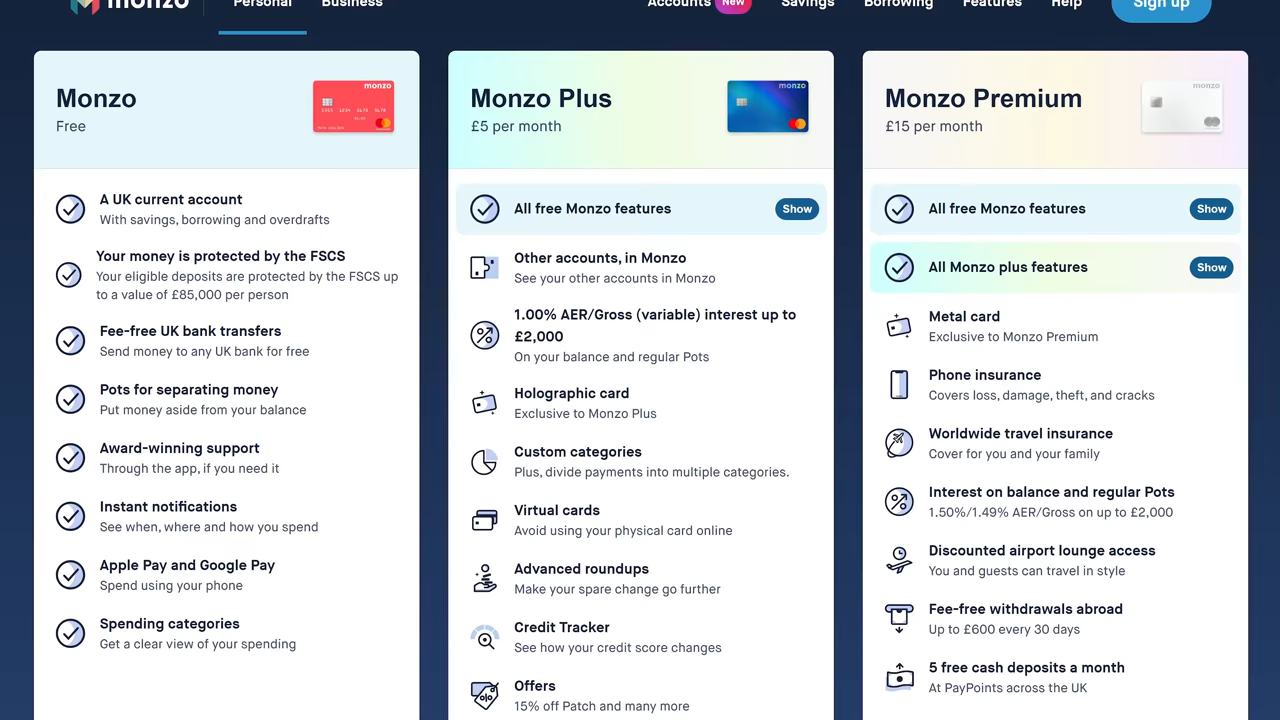 monzo
Personal
Business
Accounts
New
Savings
Borrowing
Features
Help
Sign up
Monzo
Free
monzo
A UK current account
With savings, borrowing and overdrafts
Your money is protected by the FSCS
Your eligible deposits are protected by the FSCS up
to a value of £85,000 per person
Fee-free UK bank transfers
Send money to any UK bank for free
Pots for separating money
Put money aside from your balance
Award-winning support
Through the app, if you need it
Instant notifications
See when, where and how you spend
Apple Pay and Google Pay
Spend using your phone
Spending categories
Get a clear view of your spending
Monzo Plus
£5 per month
monzo
All free Monzo features
Show
Other accounts, in Monzo
See your other accounts in Monzo
1.00% AER/Gross (variable) interest up to
£2,000
On your balance and regular Pots
Holographic card
Exclusive to Monzo Plus
Custom categories
Plus, divide payments into multiple categories.
Virtual cards
Avoid using your physical card online
Advanced roundups
Make your spare change go further
Credit Tracker
See how your credit score changes
Offers
15% off Patch and many more
Monzo Premium
£15 per month
monzo
All free Monzo features
Show
All Monzo plus features
Show
Metal card
Exclusive to Monzo Premium
Phone insurance
Covers loss, damage, theft, and cracks
Worldwide travel insurance
Cover for you and your family
Interest on balance and regular Pots
1.50%/1.49% AER/Gross on up to £2,000
Discounted airport lounge access
You and guests can travel in style
Fee-free withdrawals abroad
Up to £600 every 30 days
5 free cash deposits a month
At PayPoints across the UK